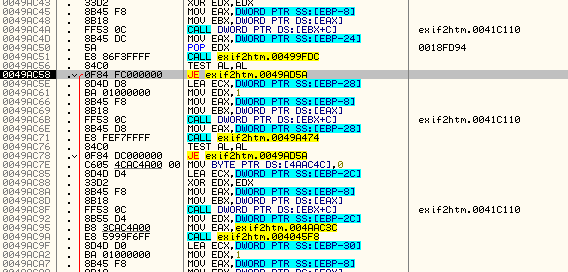 0049AC43 . 33D2 XOR EDX,EDX
0049AC45 . 8B45 F8 MOV EAX,DWORD PTR SS:[EBP-8]
0049AC48 . 8B18 MOV EBX,DWORD PTR DS:[EAX]
0049AC4A . FF53 0C CALL DWORD PTR DS:[EBX+C] exif2htm.0041C110
0049AC4D . 8B45 DC MOV EAX,DWORD PTR SS:[EBP-24]
0049AC50 . 5A POP EDX 0018FD94
0049AC51 . E8 86F3FFFF CALL exif2htm.00499FDC
0049AC56 . 84C0 TEST AL,AL
0049AC58 . 0F84 FC000000 JE exif2htm.0049AD5A
0049AC5E . 8D4D D8 LEA ECX,DWORD PTR SS:[EBP-28]
0049AC61 . BA 01000000 MOV EDX,1
0049AC66 . 8B45 F8 MOV EAX,DWORD PTR SS:[EBP-8]
0049AC69 . 8B18 MOV EBX,DWORD PTR DS:[EAX]
0049AC6B . FF53 0C CALL DWORD PTR DS:[EBX+C] exif2htm.0041C110
0049AC6E . 8B45 D8 MOV EAX,DWORD PTR SS:[EBP-28]
0049AC71 . E8 FEF7FFFF CALL exif2htm.0049A474
0049AC76 . 84C0 TEST AL,AL
0049AC78 . 0F84 DC000000 JE exif2htm.0049AD5A
0049AC7E . C605 4CAC4A00 00 MOV BYTE PTR DS:[4AAC4C],0
0049AC85 . 8D4D D4 LEA ECX,DWORD PTR SS:[EBP-2C]
0049AC88 . 33D2 XOR EDX,EDX
0049AC8A . 8B45 F8 MOV EAX,DWORD PTR SS:[EBP-8]
0049AC8D . 8B18 MOV EBX,DWORD PTR DS:[EAX]
0049AC8F . FF53 0C CALL DWORD PTR DS:[EBX+C] exif2htm.0041C110
0049AC92 . 8B55 D4 MOV EDX,DWORD PTR SS:[EBP-2C]
0049AC95 . B8 3CAC4A00 MOV EAX,exif2htm.004AAC3C
0049AC9A . E8 5999F6FF CALL exif2htm.004045F8
0049AC9F . 8D4D D0 LEA ECX,DWORD PTR SS:[EBP-30]
0049ACA2 . BA 01000000 MOV EDX,1
0049ACA7 . 8B45 F8 MOV EAX,DWORD PTR SS:[EBP-8]
0049ACAA . 8B18 MOV EBX,DWORD PTR DS:[EAX]